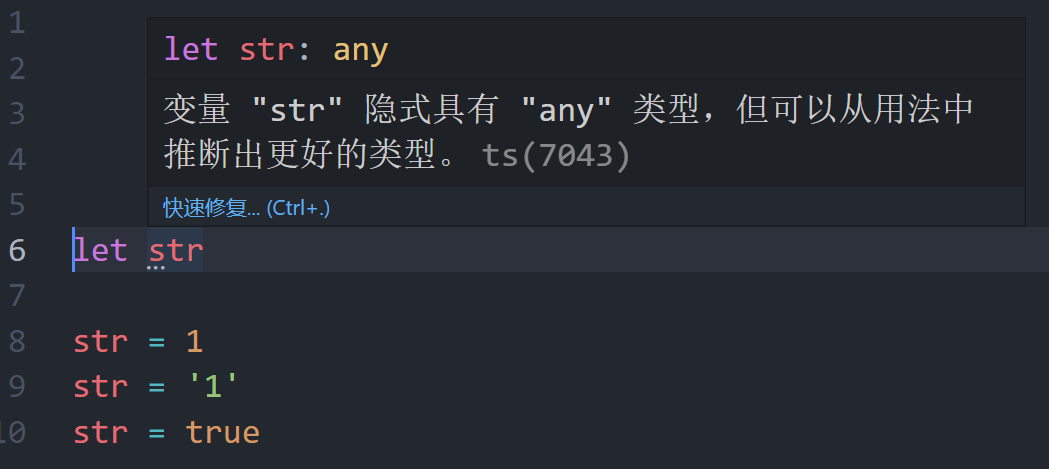 1
let str: any
2
变量 "str" 隐式具有 "any" 类型，但可以从用法中
3
推断出更好的类型。ts(7043)
4
5
快速修复... (Ctrl+.)
6 let str
7
8 str = 1
9 str = '1'
10 str = true